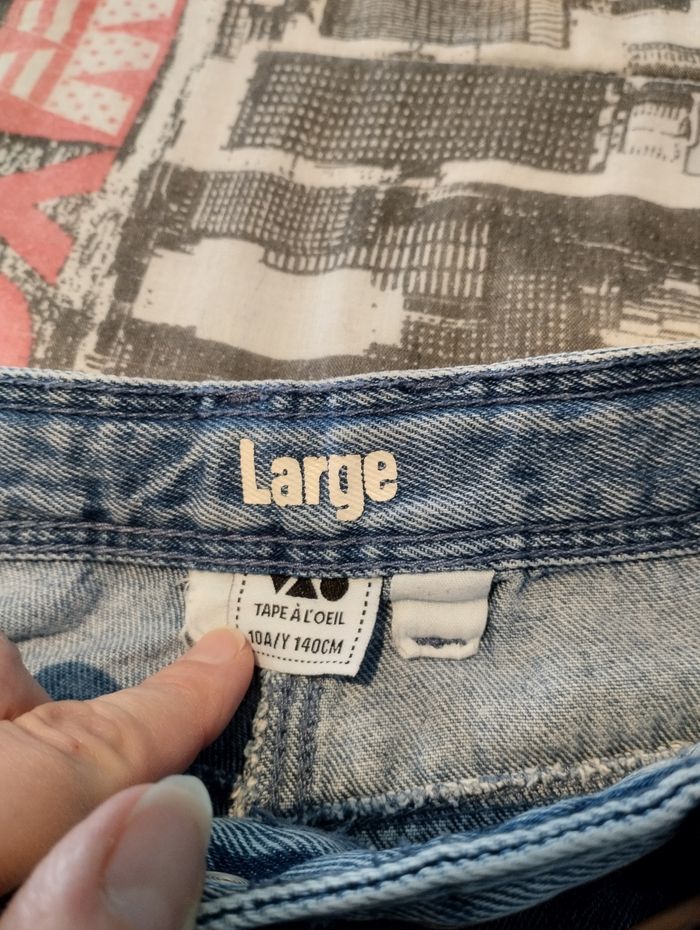 Large
TAPE À L'OEIL
10A/Y 140CM